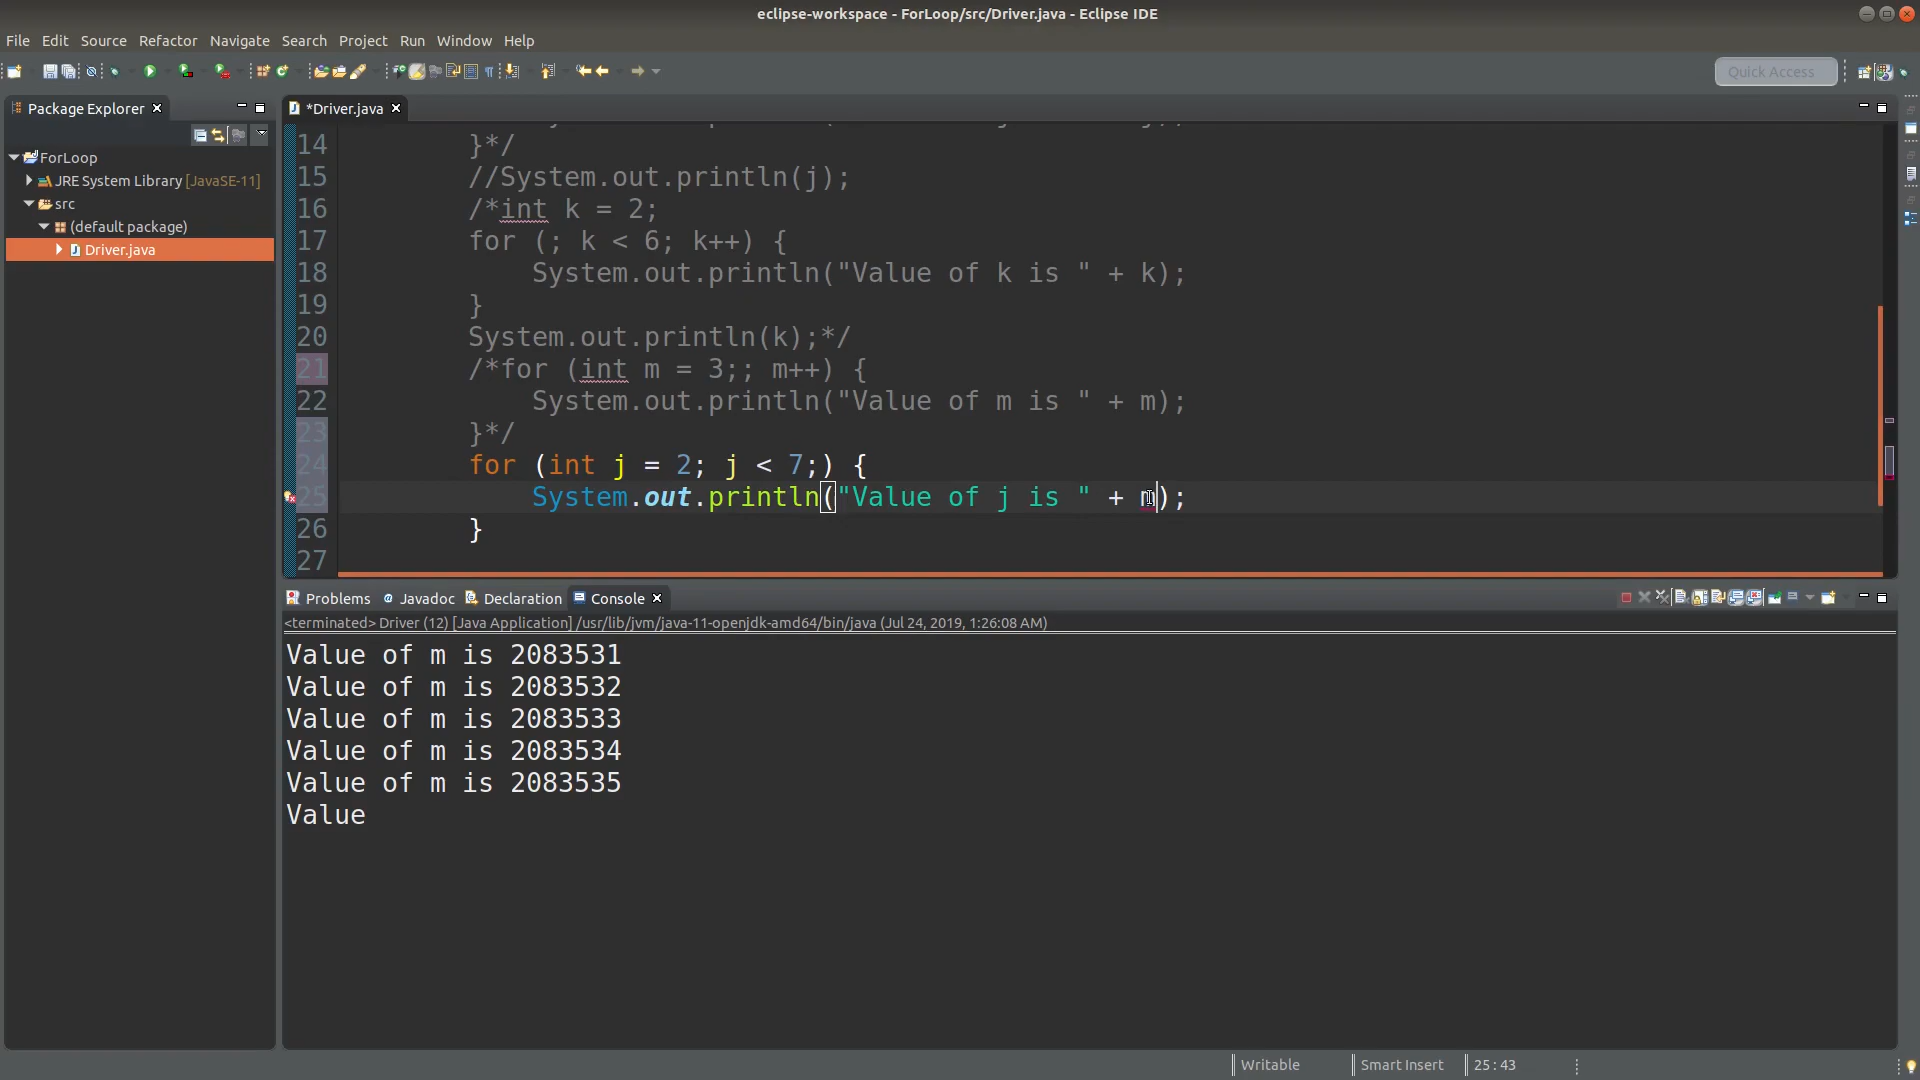 eclipse-workspace - ForLoop/src/Driver.java - Eclipse IDE
File Edit Source Refactor Navigate Search Project Run Window Help
Quick Access
Package Explorer
*Driver.java
ForLoop
JRE System Library [JavaSE-11]
src
(default package)
Driver.java
14 }*/
15 //System.out.println(j);
16 /*int k = 2;
17 for (; k < 6; k++) {
18 System.out.println("Value of k is " + k);
19 }
20 System.out.println(k);*/
21 /*for (int m = 3;; m++) {
22 System.out.println("Value of m is " + m);
23 }*/
24 for (int j = 2; j < 7;) {
25 System.out.println("Value of j is " + m);
26 }
27
Problems Javadoc Declaration Console
<terminated> Driver (12) [Java Application] /usr/lib/jvm/java-11-openjdk-amd64/bin/java (Jul 24, 2019, 1:26:08 AM)
Value of m is 2083531
Value of m is 2083532
Value of m is 2083533
Value of m is 2083534
Value of m is 2083535
Value
Writable Smart Insert 25:43